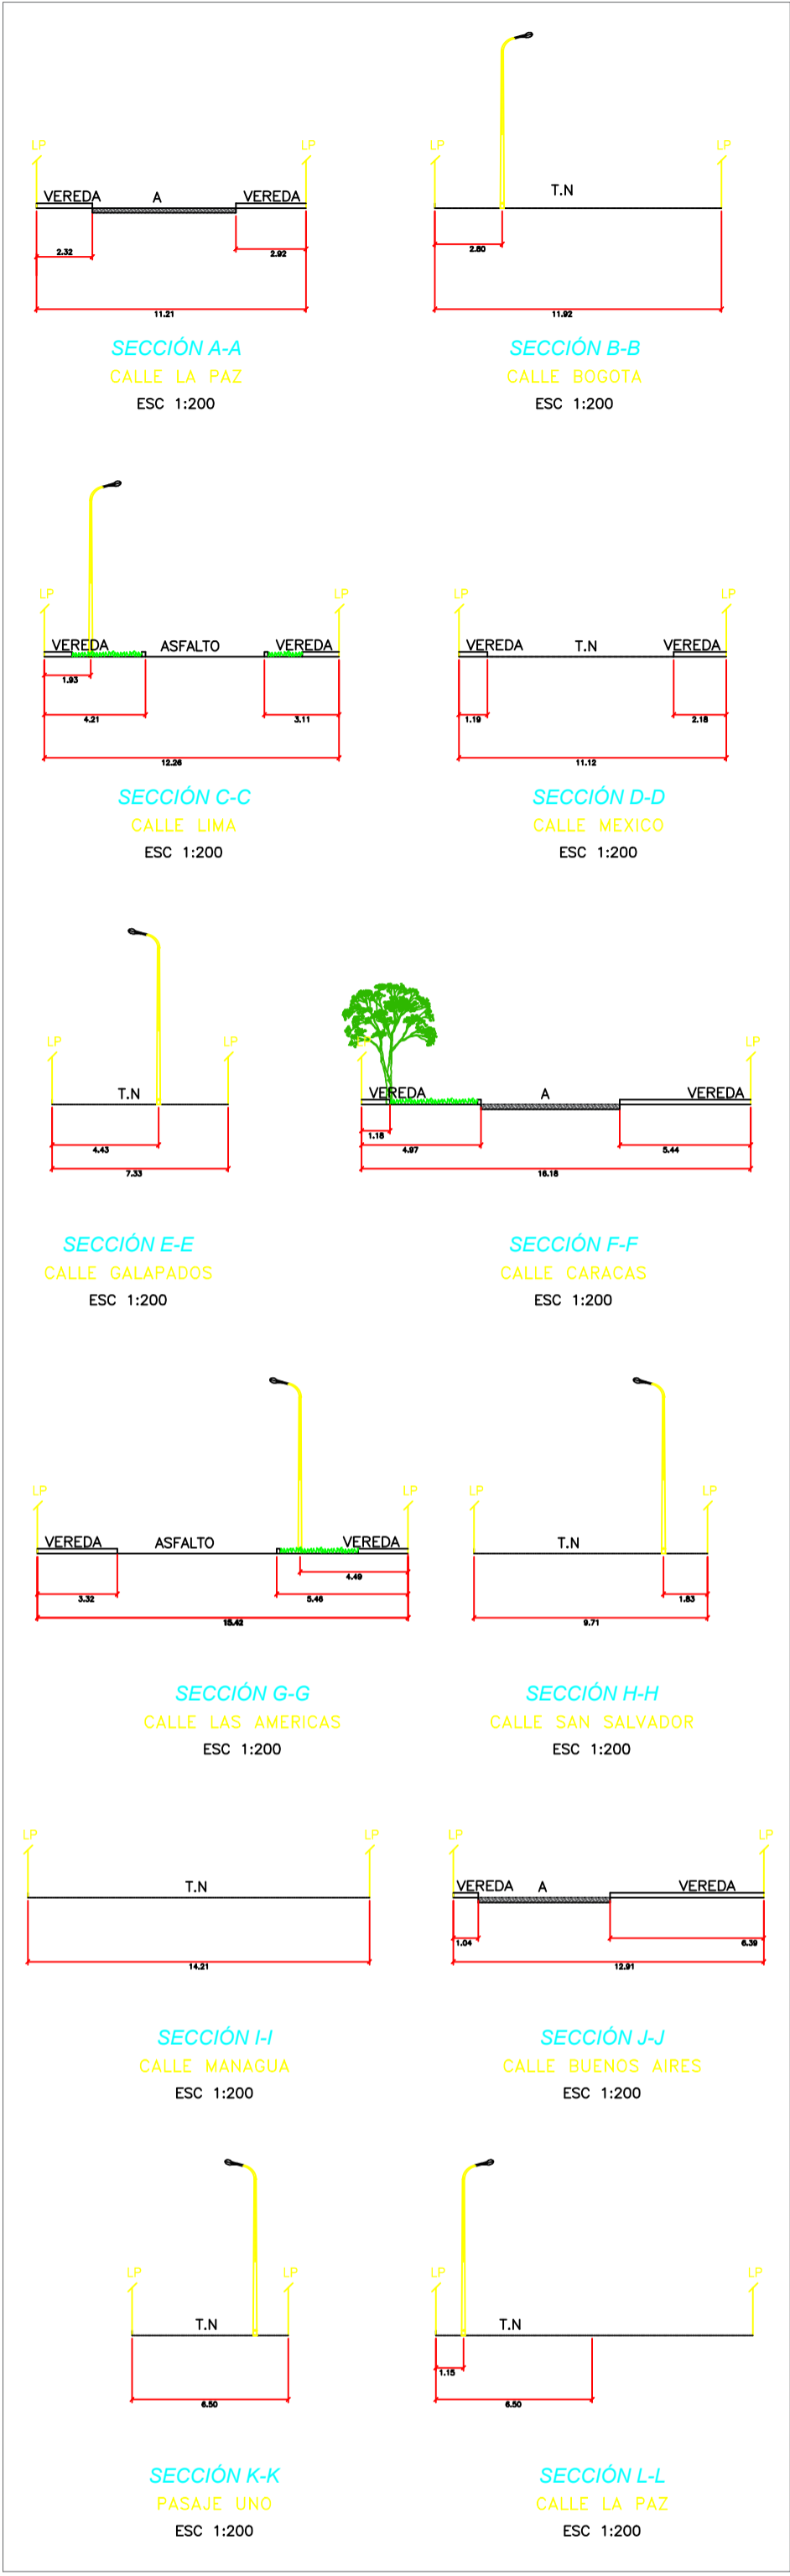 LP LP
VEREDA A VEREDA
2.32 2.92
11.21
SECCIÓN A-A
CALLE LA PAZ
ESC 1:200
LP LP
T.N
2.80
11.92
SECCIÓN B-B
CALLE BOGOTA
ESC 1:200
LP LP
VEREDA ASFALTO VEREDA
1.93
4.21 3.11
12.26
SECCIÓN C-C
CALLE LIMA
ESC 1:200
LP LP
VEREDA T.N VEREDA
1.19 2.18
11.12
SECCIÓN D-D
CALLE MEXICO
ESC 1:200
LP LP
T.N
4.43
7.33
SECCIÓN E-E
CALLE GALAPADOS
ESC 1:200
LP LP
VEREDA A VEREDA
1.18
4.97 5.44
16.18
SECCIÓN F-F
CALLE CARACAS
ESC 1:200
LP LP
VEREDA ASFALTO VEREDA
4.49
3.32 5.46
15.42
SECCIÓN G-G
CALLE LAS AMERICAS
ESC 1:200
LP LP
T.N
1.83
9.71
SECCIÓN H-H
CALLE SAN SALVADOR
ESC 1:200
LP LP
T.N
14.21
SECCIÓN I-I
CALLE MANAGUA
ESC 1:200
LP LP
VEREDA A VEREDA
1.04 6.39
12.91
SECCIÓN J-J
CALLE BUENOS AIRES
ESC 1:200
LP LP
T.N
6.50
SECCIÓN K-K
PASAJE UNO
ESC 1:200
LP LP
T.N
1.15
6.50
SECCIÓN L-L
CALLE LA PAZ
ESC 1:200